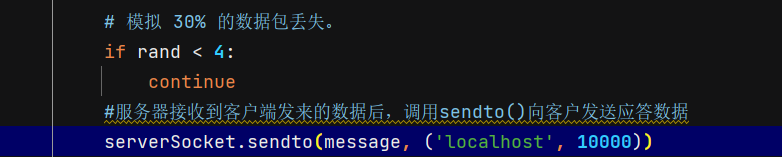 # 模拟 30% 的数据包丢失。
if rand < 4:
continue
#服务器接收到客户端发来的数据后，调用sendto()向客户发送应答数据
serverSocket.sendto(message, ('localhost', 10000))